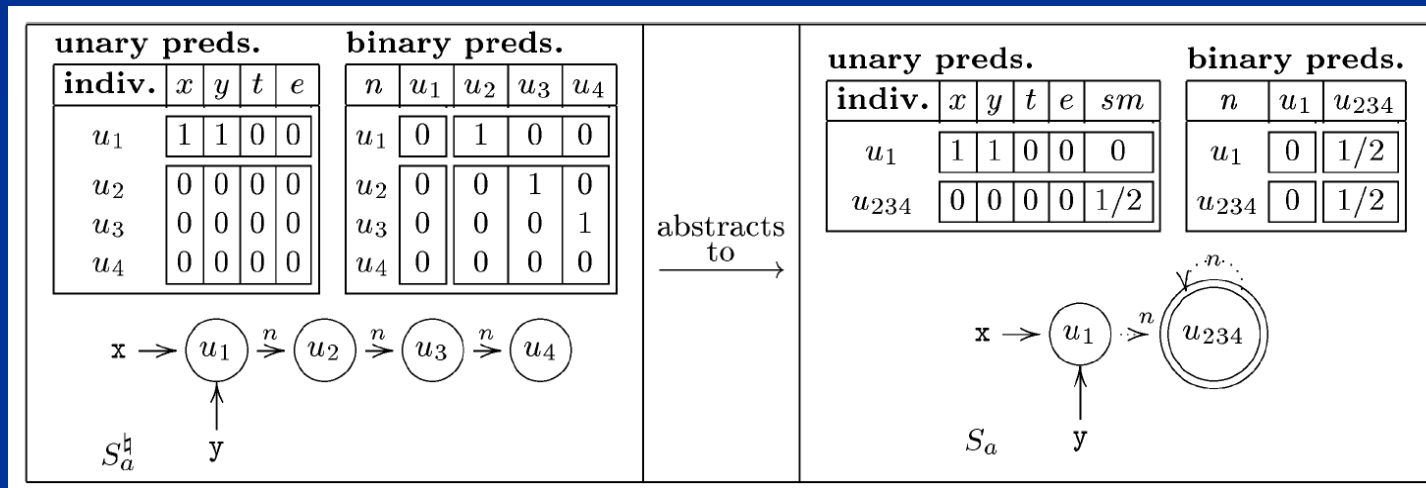 unary preds. binary preds.
indiv. x y t e
u₁ 1 1 0 0
u₂ 0 0 0 0
u₃ 0 0 0 0
u₄ 0 0 0 0
n u₁ u₂ u₃ u₄
u₁ 0 1 0 0
u₂ 0 0 1 0
u₃ 0 0 0 1
u₄ 0 0 0 0
x u₁ n u₂ n u₃ n u₄
y
S♮ₐ
abstracts
to
unary preds. binary preds.
indiv. x y t e sm
u₁ 1 1 0 0 0
u₂₃₄ 0 0 0 0 1/2
n u₁ u₂₃₄
u₁ 0 1/2
u₂₃₄ 0 1/2
n
x u₁ n u₂₃₄
y
Sₐ